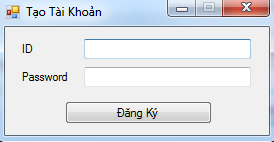 Tạo Tài Khoản
ID
Password
Đăng Ký